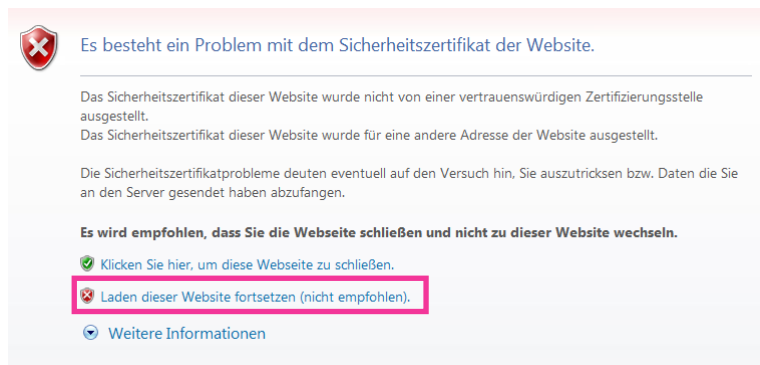 Es besteht ein Problem mit dem Sicherheitszertifikat der Website.
Das Sicherheitszertifikat dieser Website wurde nicht von einer vertrauenswürdigen Zertifizierungsstelle
ausgestellt.
Das Sicherheitszertifikat dieser Website wurde für eine andere Adresse der Website ausgestellt.
Die Sicherheitszertifikatprobleme deuten eventuell auf den Versuch hin, Sie auszutricksen bzw. Daten die Sie
an den Server gesendet haben abzufangen.
Es wird empfohlen, dass Sie die Webseite schließen und nicht zu dieser Website wechseln.
Klicken Sie hier, um diese Webseite zu schließen.
Laden dieser Website fortsetzen (nicht empfohlen).
Weitere Informationen